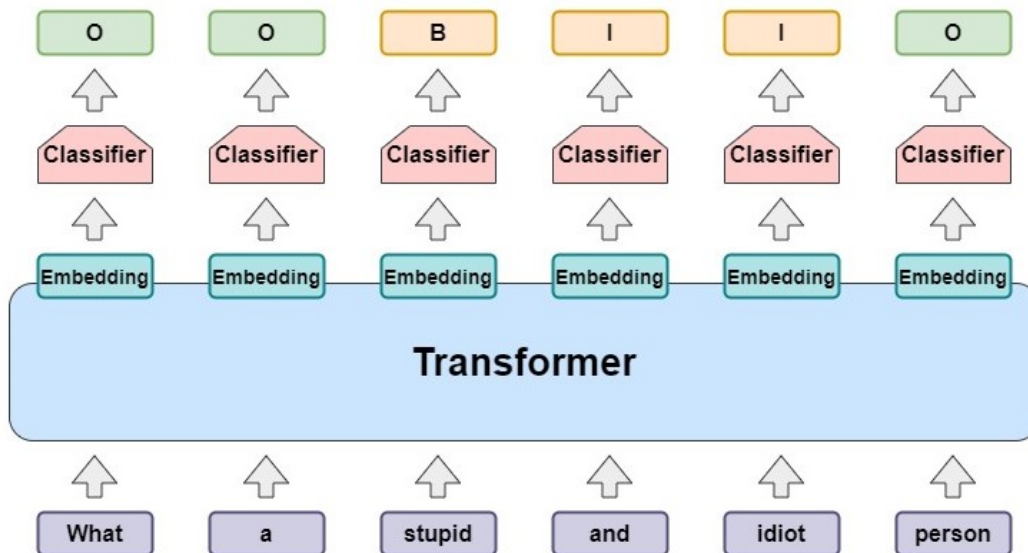 O O B I I O
Classifier Classifier Classifier Classifier Classifier Classifier
Embedding Embedding Embedding Embedding Embedding Embedding
Transformer
What a stupid and idiot person